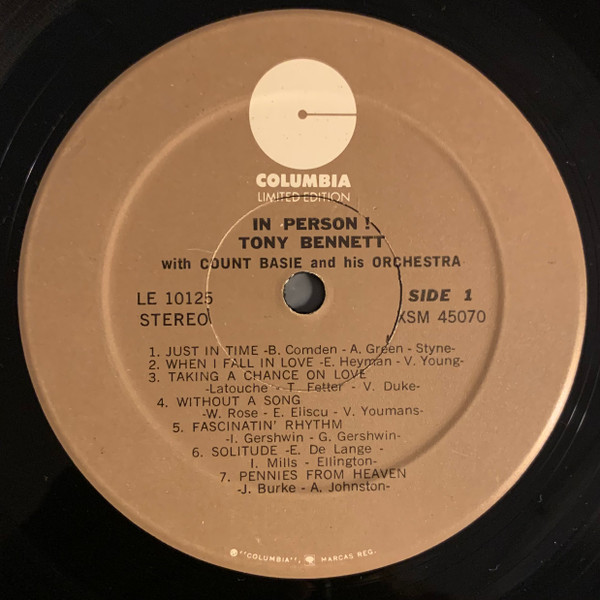 COLUMBIA
LIMITED EDITION
IN PERSON!
TONY BENNETT
with COUNT BASIE and his ORCHESTRA
LE 10125 SIDE 1
STEREO XSM 45070
1. JUST IN TIME -B. Comden - A. Green - Styne-
2. WHEN I FALL IN LOVE -E. Heyman - V. Young-
3. TAKING A CHANCE ON LOVE
-Latouche - T. Fetter - V. Duke-
4. WITHOUT A SONG
-W. Rose - E. Eliscu - V. Youmans-
5. FASCINATIN' RHYTHM
-I. Gershwin - G. Gershwin-
6. SOLITUDE -E. De Lange -
I. Mills - Ellington-
7. PENNIES FROM HEAVEN
-J. Burke - A. Johnston-
® "COLUMBIA", MARCAS REG.